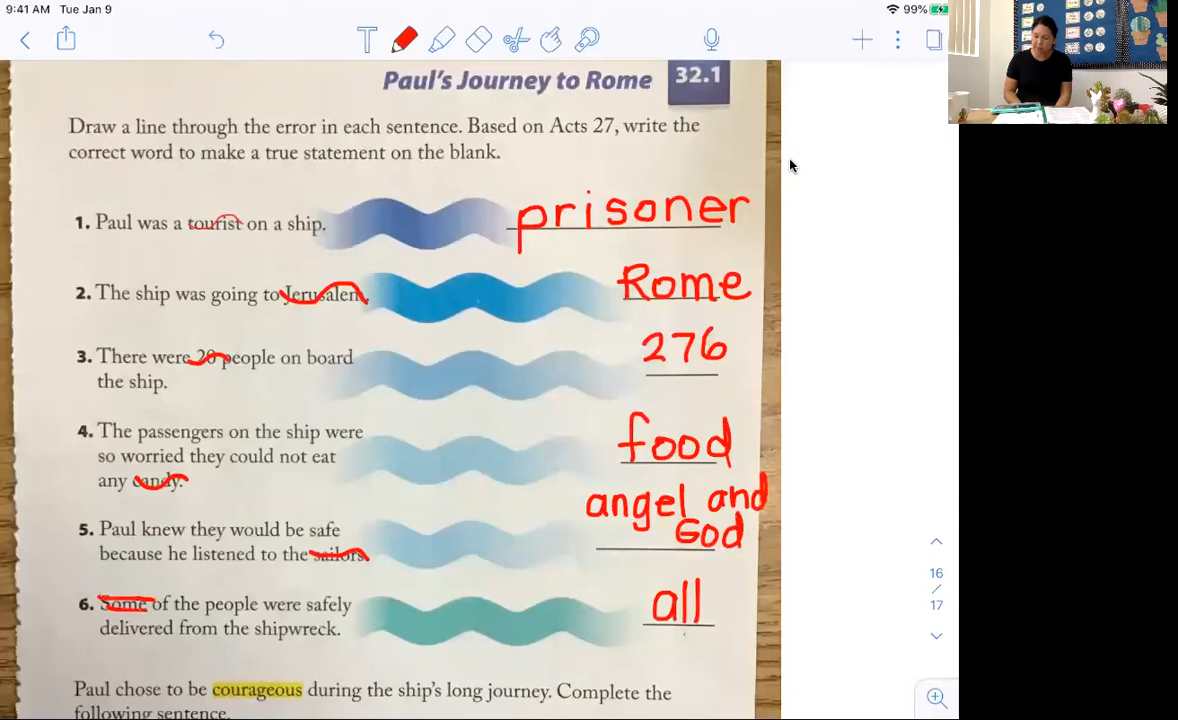 9:41 AM Tue Jan 9
99%
Paul's Journey to Rome 32.1
Draw a line through the error in each sentence. Based on Acts 27, write the
correct word to make a true statement on the blank.
1. Paul was a tourist on a ship. prisoner
2. The ship was going to Jerusalem. Rome
3. There were 20 people on board 276
the ship.
4. The passengers on the ship were
so worried they could not eat food
any candy.
angel and
God
5. Paul knew they would be safe
because he listened to the sailors.
6. Some of the people were safely all
delivered from the shipwreck.
Paul chose to be courageous during the ship's long journey. Complete the
following sentence.
16
/
17